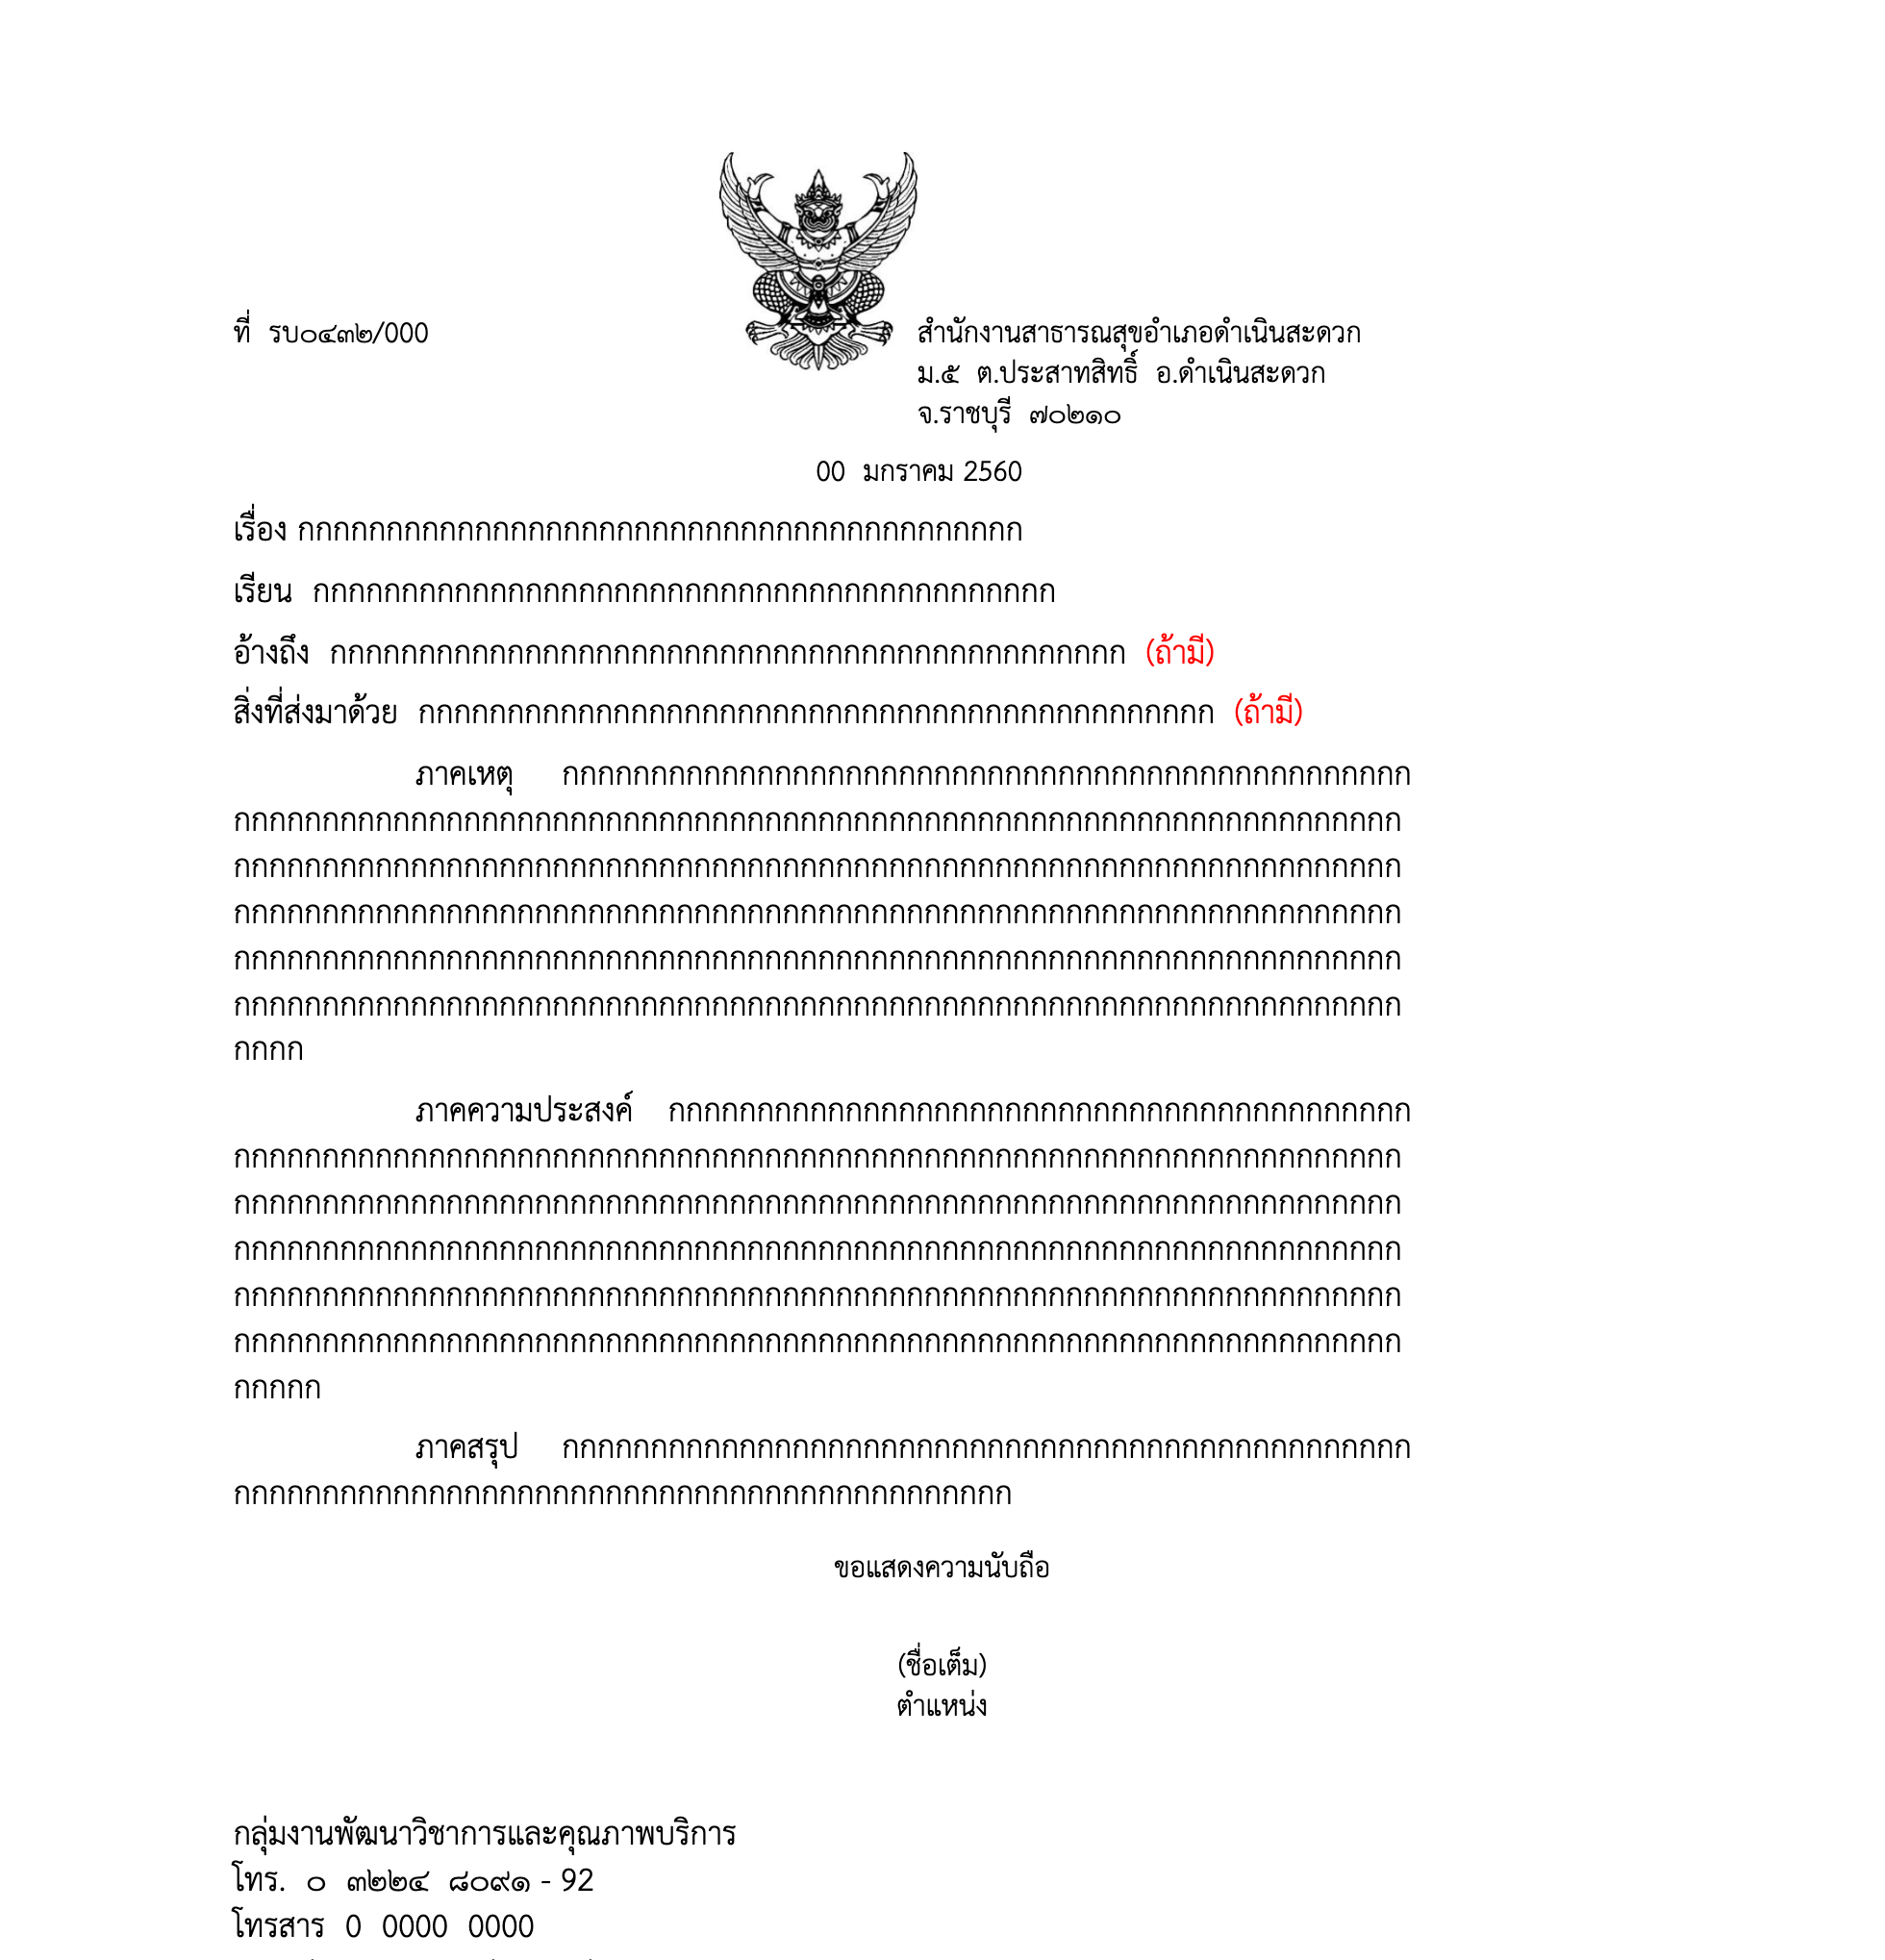 ที่ รบ๐๔๓๒/000
สำนักงานสาธารณสุขอำเภอดำเนินสะดวก
ม.๕ ต.ประสาทสิทธิ์ อ.ดำเนินสะดวก
จ.ราชบุรี ๗๐๒๑๐
00 มกราคม 2560
เรื่อง กกกกกกกกกกกกกกกกกกกกกกกกกกกกกกกกกกกกกกกกก
เรียน กกกกกกกกกกกกกกกกกกกกกกกกกกกกกกกกกกกกกกกกกก
อ้างถึง กกกกกกกกกกกกกกกกกกกกกกกกกกกกกกกกกกกกกกกกกกกกก (ถ้ามี)
สิ่งที่ส่งมาด้วย กกกกกกกกกกกกกกกกกกกกกกกกกกกกกกกกกกกกกกกกกกกกก (ถ้ามี)
ภาคเหตุ กกกกกกกกกกกกกกกกกกกกกกกกกกกกกกกกกกกกกกกกกกกกกกกก
กกกกกกกกกกกกกกกกกกกกกกกกกกกกกกกกกกกกกกกกกกกกกกกกกกกกกกกกกกกกกกกกกก
กกกกกกกกกกกกกกกกกกกกกกกกกกกกกกกกกกกกกกกกกกกกกกกกกกกกกกกกกกกกกกกกกก
กกกกกกกกกกกกกกกกกกกกกกกกกกกกกกกกกกกกกกกกกกกกกกกกกกกกกกกกกกกกกกกกกก
กกกกกกกกกกกกกกกกกกกกกกกกกกกกกกกกกกกกกกกกกกกกกกกกกกกกกกกกกกกกกกกกกก
กกกกกกกกกกกกกกกกกกกกกกกกกกกกกกกกกกกกกกกกกกกกกกกกกกกกกกกกกกกกกกกกกก
กกกก
ภาคความประสงค์ กกกกกกกกกกกกกกกกกกกกกกกกกกกกกกกกกกกกกกกกกก
กกกกกกกกกกกกกกกกกกกกกกกกกกกกกกกกกกกกกกกกกกกกกกกกกกกกกกกกกกกกกกกกกก
กกกกกกกกกกกกกกกกกกกกกกกกกกกกกกกกกกกกกกกกกกกกกกกกกกกกกกกกกกกกกกกกกก
กกกกกกกกกกกกกกกกกกกกกกกกกกกกกกกกกกกกกกกกกกกกกกกกกกกกกกกกกกกกกกกกกก
กกกกกกกกกกกกกกกกกกกกกกกกกกกกกกกกกกกกกกกกกกกกกกกกกกกกกกกกกกกกกกกกกก
กกกกกกกกกกกกกกกกกกกกกกกกกกกกกกกกกกกกกกกกกกกกกกกกกกกกกกกกกกกกกกกกกก
กกกกก
ภาคสรุป กกกกกกกกกกกกกกกกกกกกกกกกกกกกกกกกกกกกกกกกกกกกกกกก
กกกกกกกกกกกกกกกกกกกกกกกกกกกกกกกกกกกกกกกกกกกก
ขอแสดงความนับถือ
(ชื่อเต็ม)
ตำแหน่ง
กลุ่มงานพัฒนาวิชาการและคุณภาพบริการ
โทร. ๐ ๓๒๒๔ ๘๐๙๑ - 92
โทรสาร 0 0000 0000